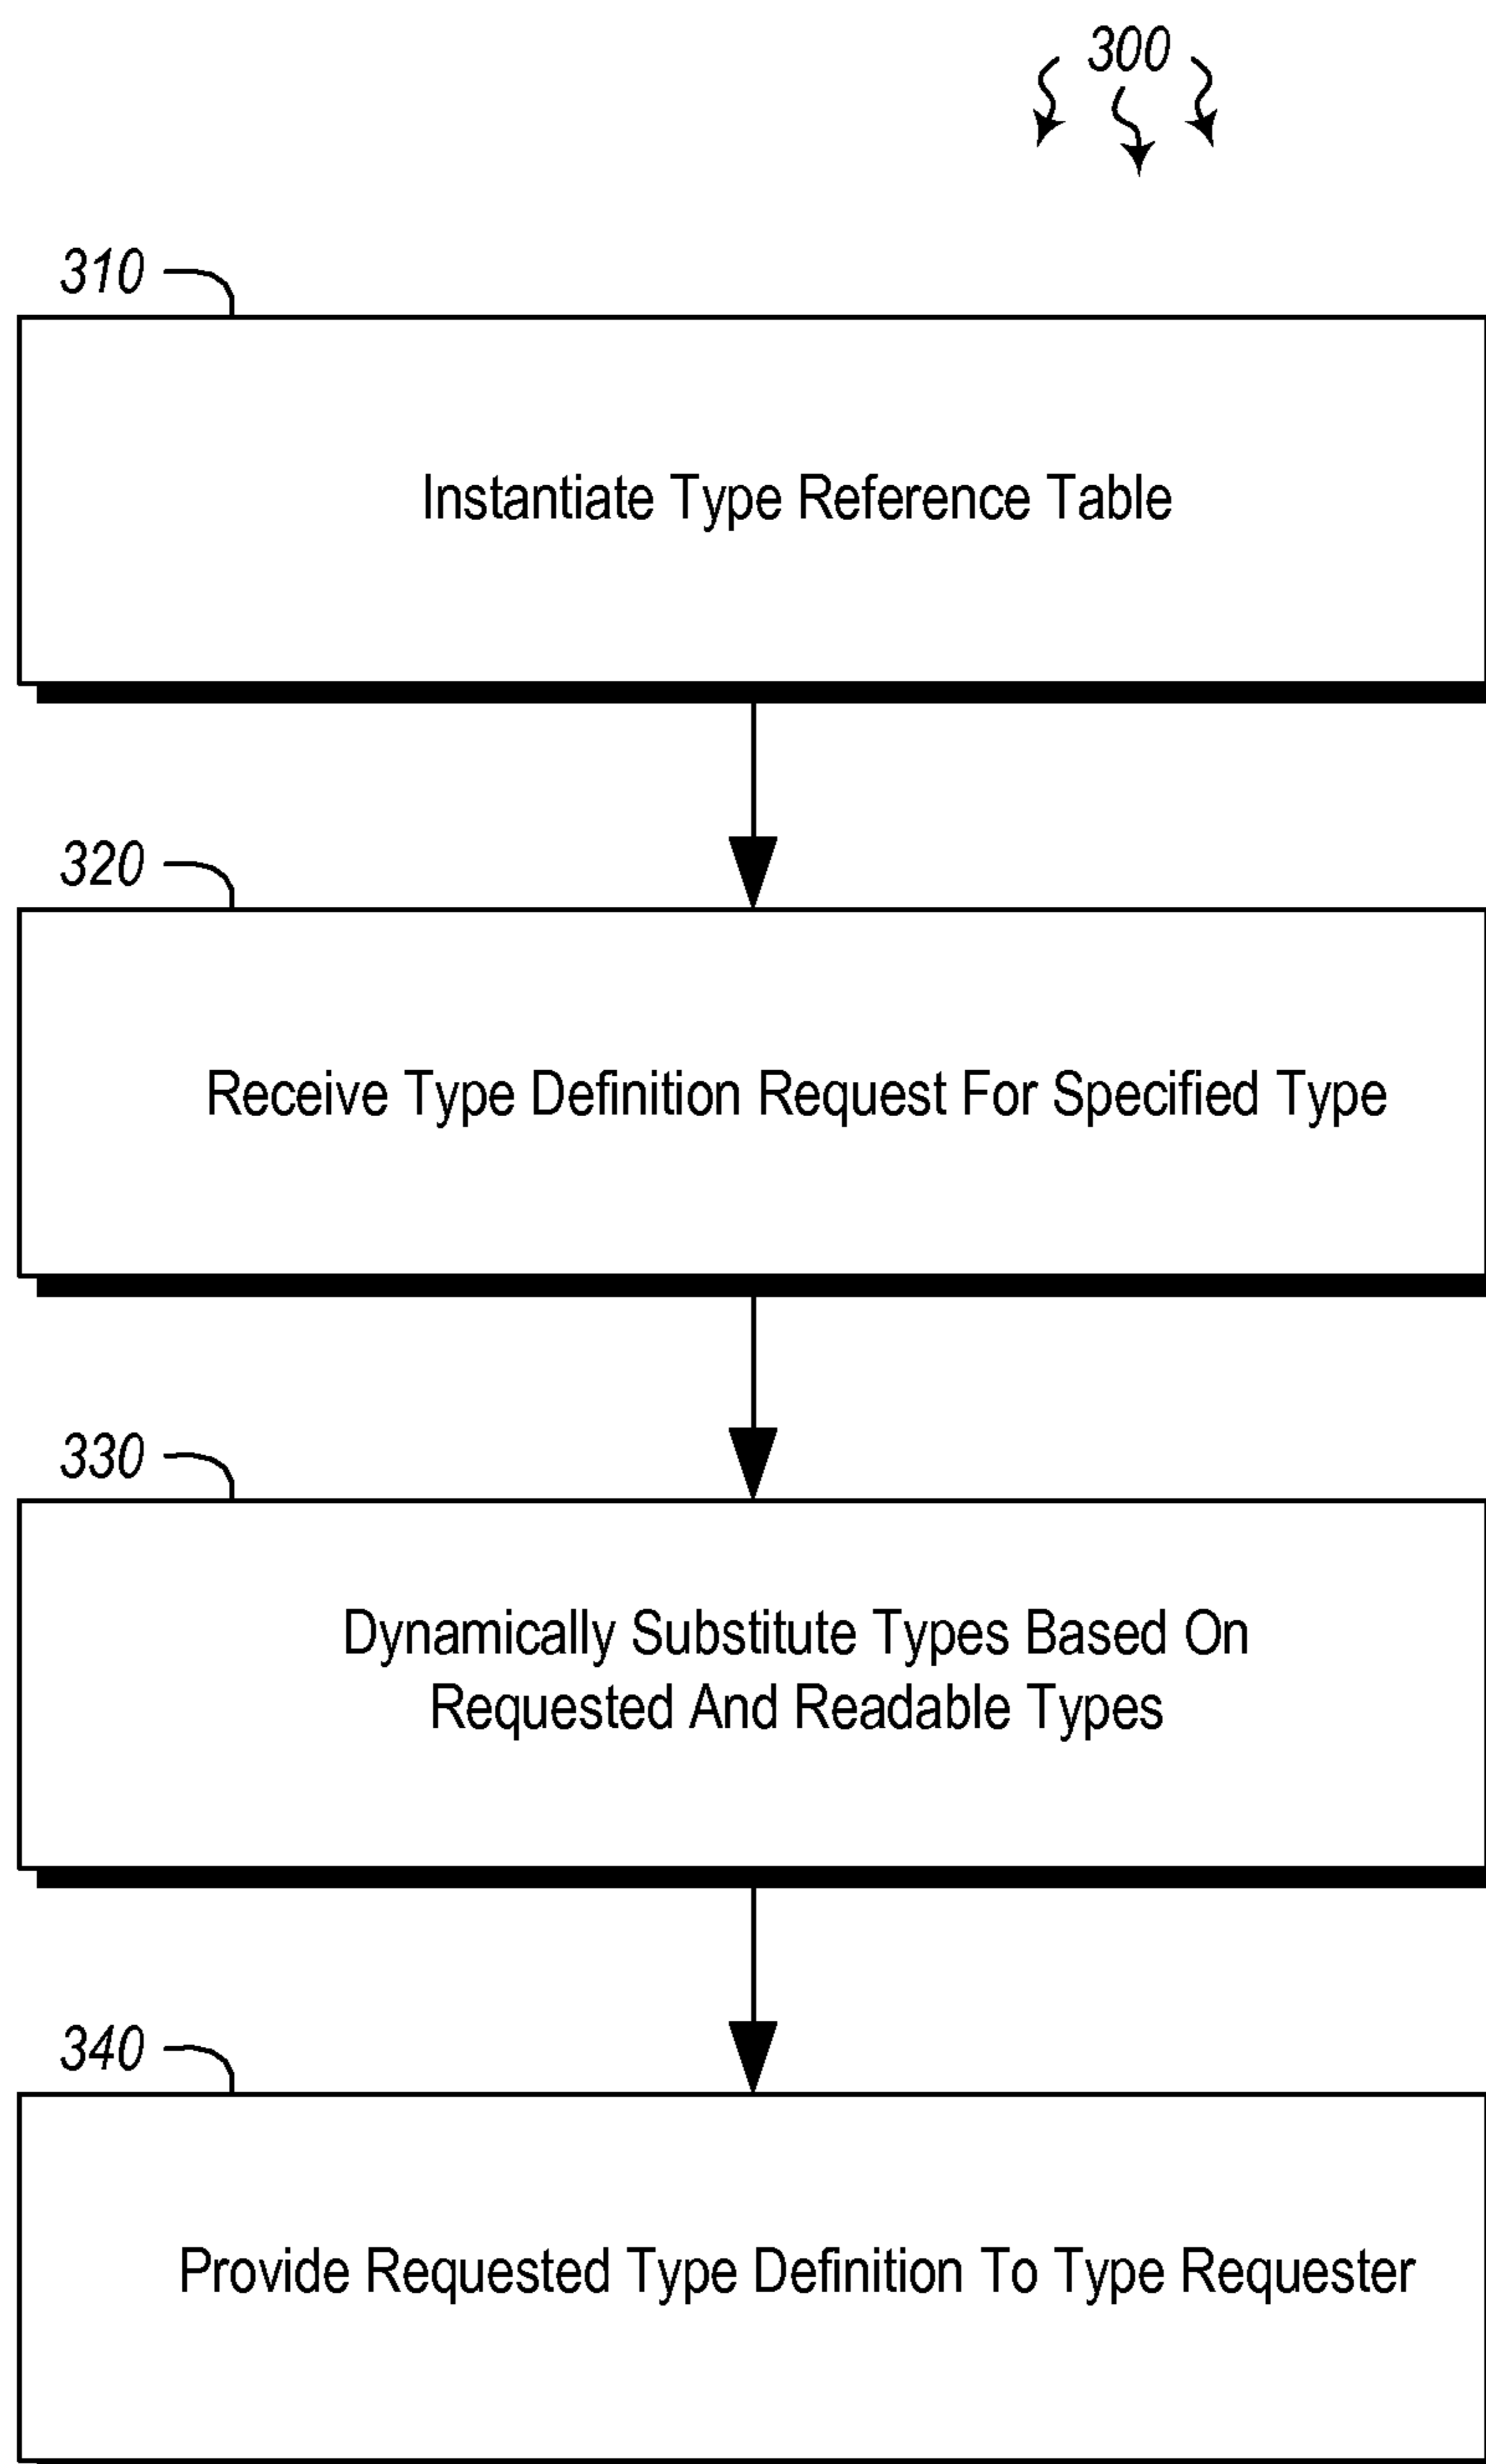 300
310
Instantiate Type Reference Table
320
Receive Type Definition Request For Specified Type
330
Dynamically Substitute Types Based On
Requested And Readable Types
340
Provide Requested Type Definition To Type Requester